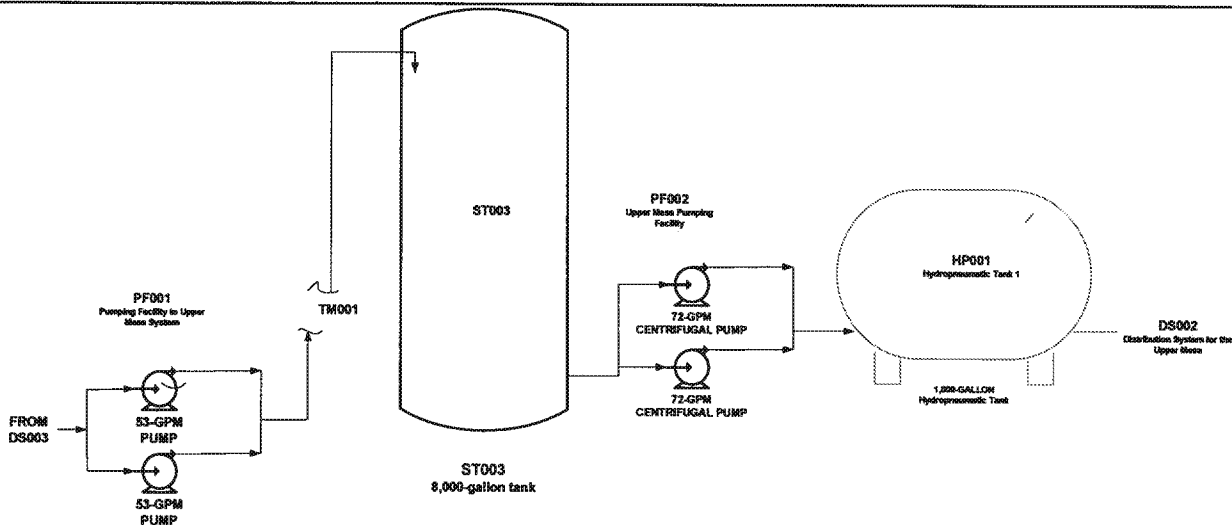 ST003
PF002
Upper Mesa Pumping
Facility
HP001
Hydropneumatic Tank 1
PF001
Pumping Facility to Upper
Mesa System
TM001
72-GPM
CENTRIFUGAL PUMP
DS002
Distribution System for the
Upper Mesa
72-GPM
CENTRIFUGAL PUMP
1,000-GALLON
Hydropneumatic Tank
FROM
DS003
53-GPM
PUMP
ST003
8,000-gallon tank
53-GPM
PUMP